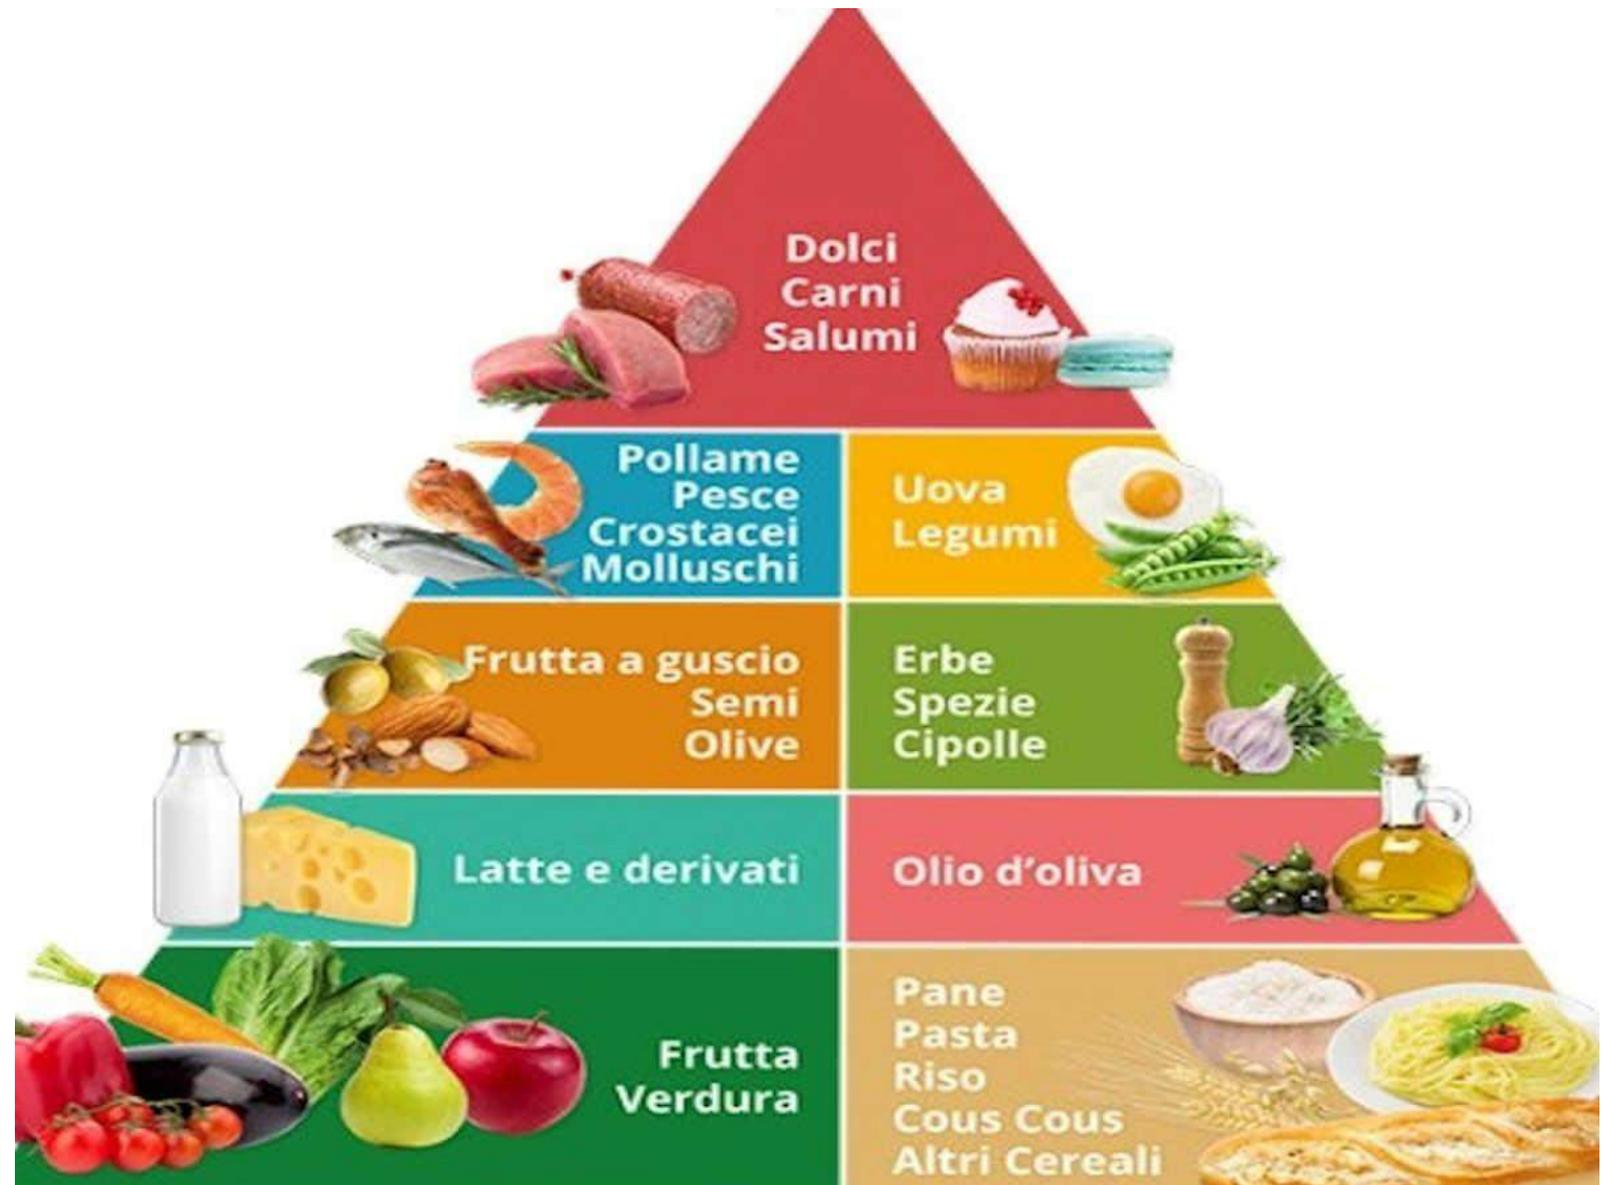 Dolci
Carni
Salumi
Pollame
Pesce
Crostacei
Molluschi
Uova
Legumi
Frutta a guscio
Semi
Olive
Erbe
Spezie
Cipolle
Latte e derivati
Olio d'oliva
Frutta
Verdura
Pane
Pasta
Riso
Cous Cous
Altri Cereali